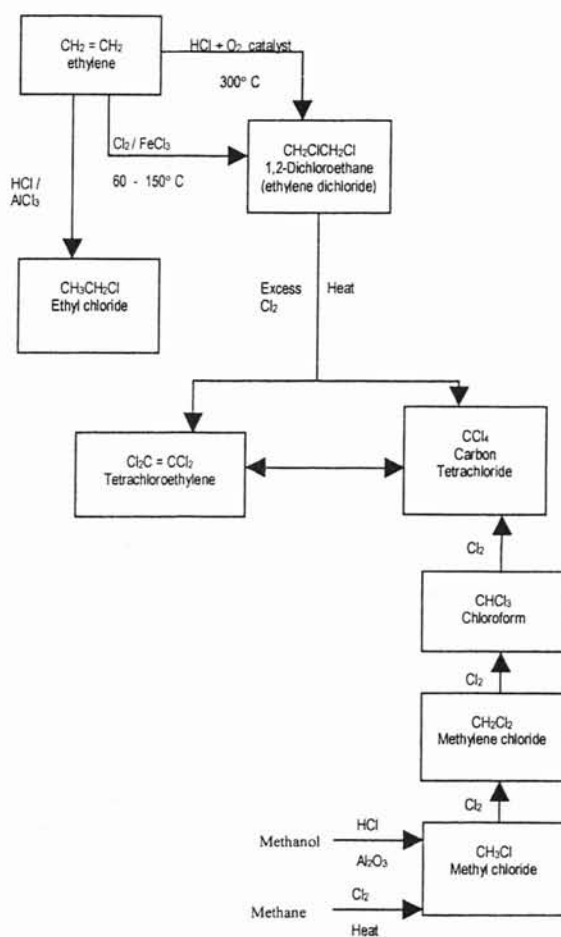 CH₂ = CH₂
ethylene
HCl + O₂ catalyst
300° C
Cl₂ / FeCl₃
60 - 150° C
HCl /
AlCl₃
CH₂ClCH₂Cl
1,2-Dichloroethane
(ethylene dichloride)
CH₃CH₂Cl
Ethyl chloride
Excess
Cl₂
Heat
Cl₂C = CCl₂
Tetrachloroethylene
CCl₄
Carbon
Tetrachloride
Cl₂
CHCl₃
Chloroform
Cl₂
CH₂Cl₂
Methylene chloride
Cl₂
Methanol
HCl
Al₂O₃
CH₃Cl
Methyl chloride
Methane
Cl₂
Heat